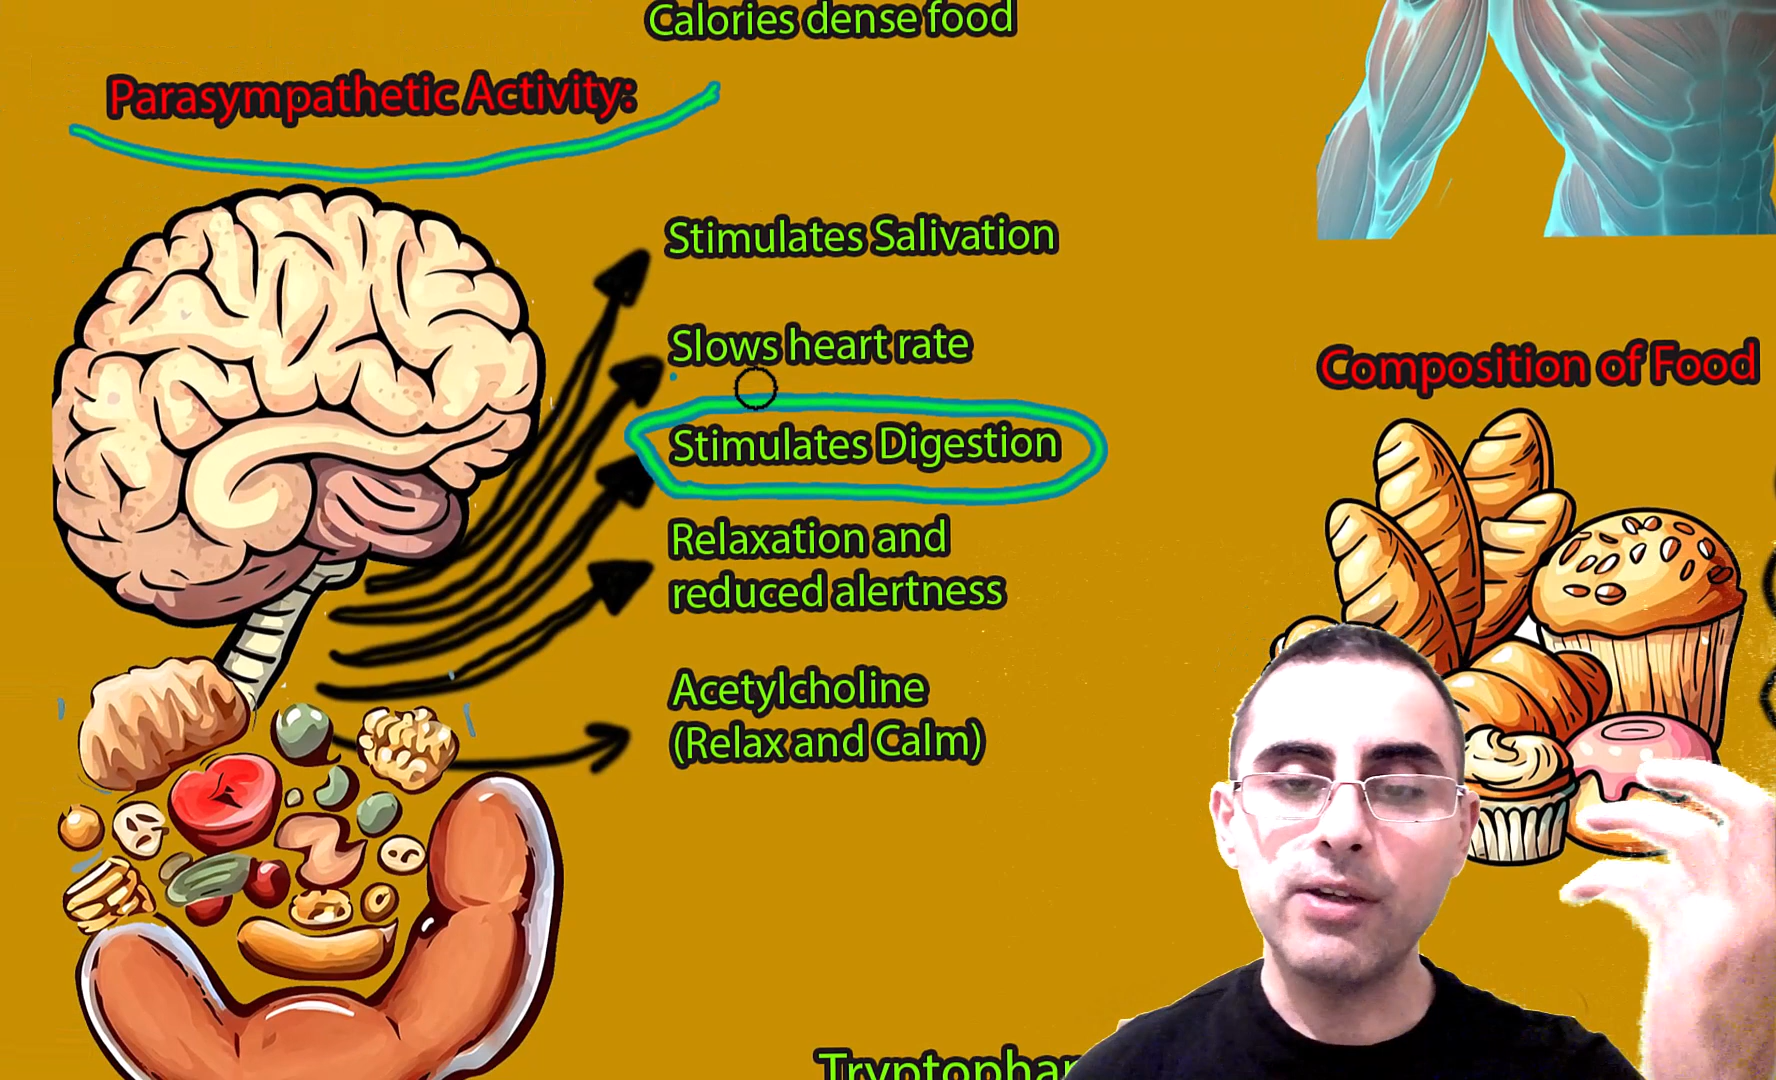 Calories dense food
Parasympathetic Activity:
Stimulates Salivation
Slows heart rate
Stimulates Digestion
Relaxation and
reduced alertness
Acetylcholine
(Relax and Calm)
Composition of Food